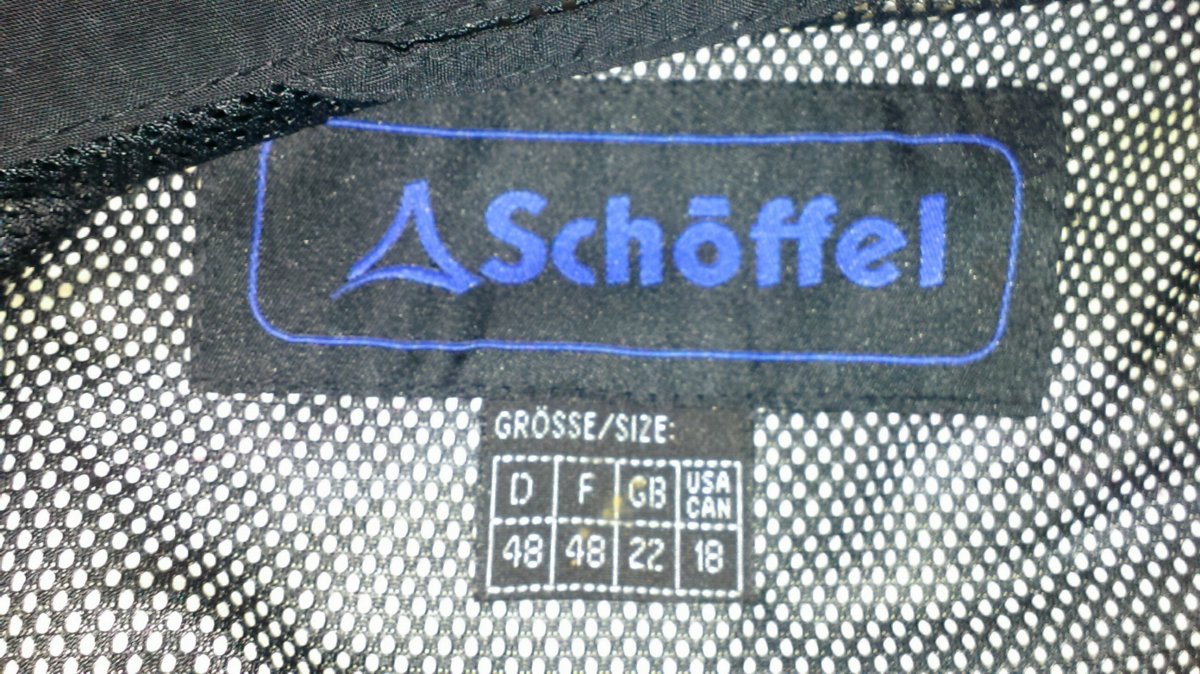 Schöffel
GRÖSSE/SIZE:
D F GB USA CAN
48 48 22 18